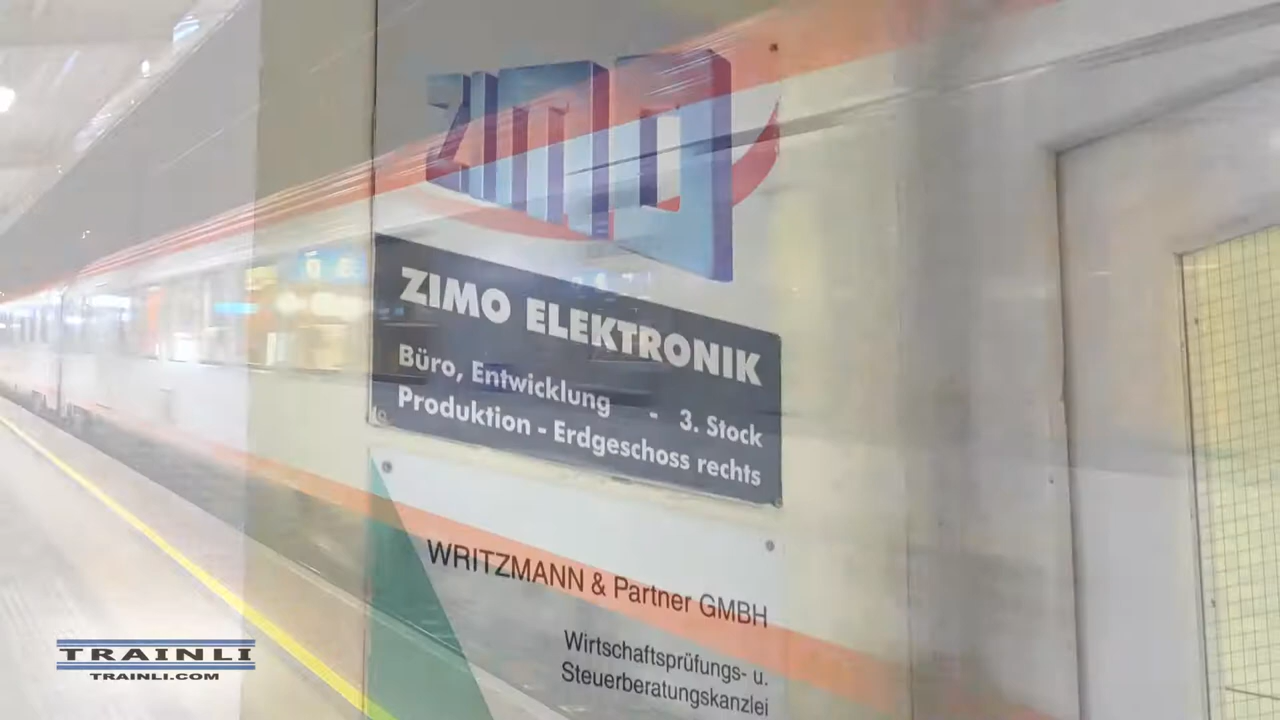 ZIMO
ZIMO ELEKTRONIK
Büro, Entwicklung - 3. Stock
Produktion - Erdgeschoss rechts
WRITZMANN & Partner GMBH
Wirtschaftsprüfungs- u.
Steuerberatungskanzlei
TRAINLI
TRAINLI.COM